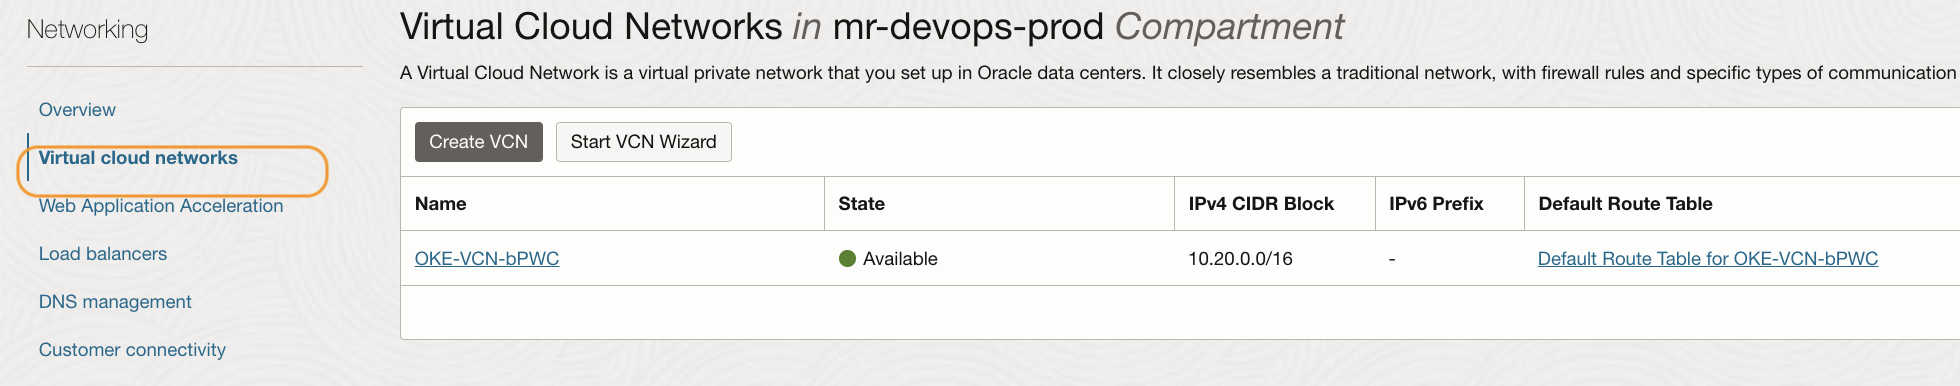 Networking
Overview
Virtual cloud networks
Web Application Acceleration
Load balancers
DNS management
Customer connectivity
Virtual Cloud Networks in mr-devops-prod Compartment
A Virtual Cloud Network is a virtual private network that you set up in Oracle data centers. It closely resembles a traditional network, with firewall rules and specific types of communication
Create VCN Start VCN Wizard
Name State IPv4 CIDR Block IPv6 Prefix Default Route Table
OKE-VCN-bPWC Available 10.20.0.0/16 - Default Route Table for OKE-VCN-bPWC